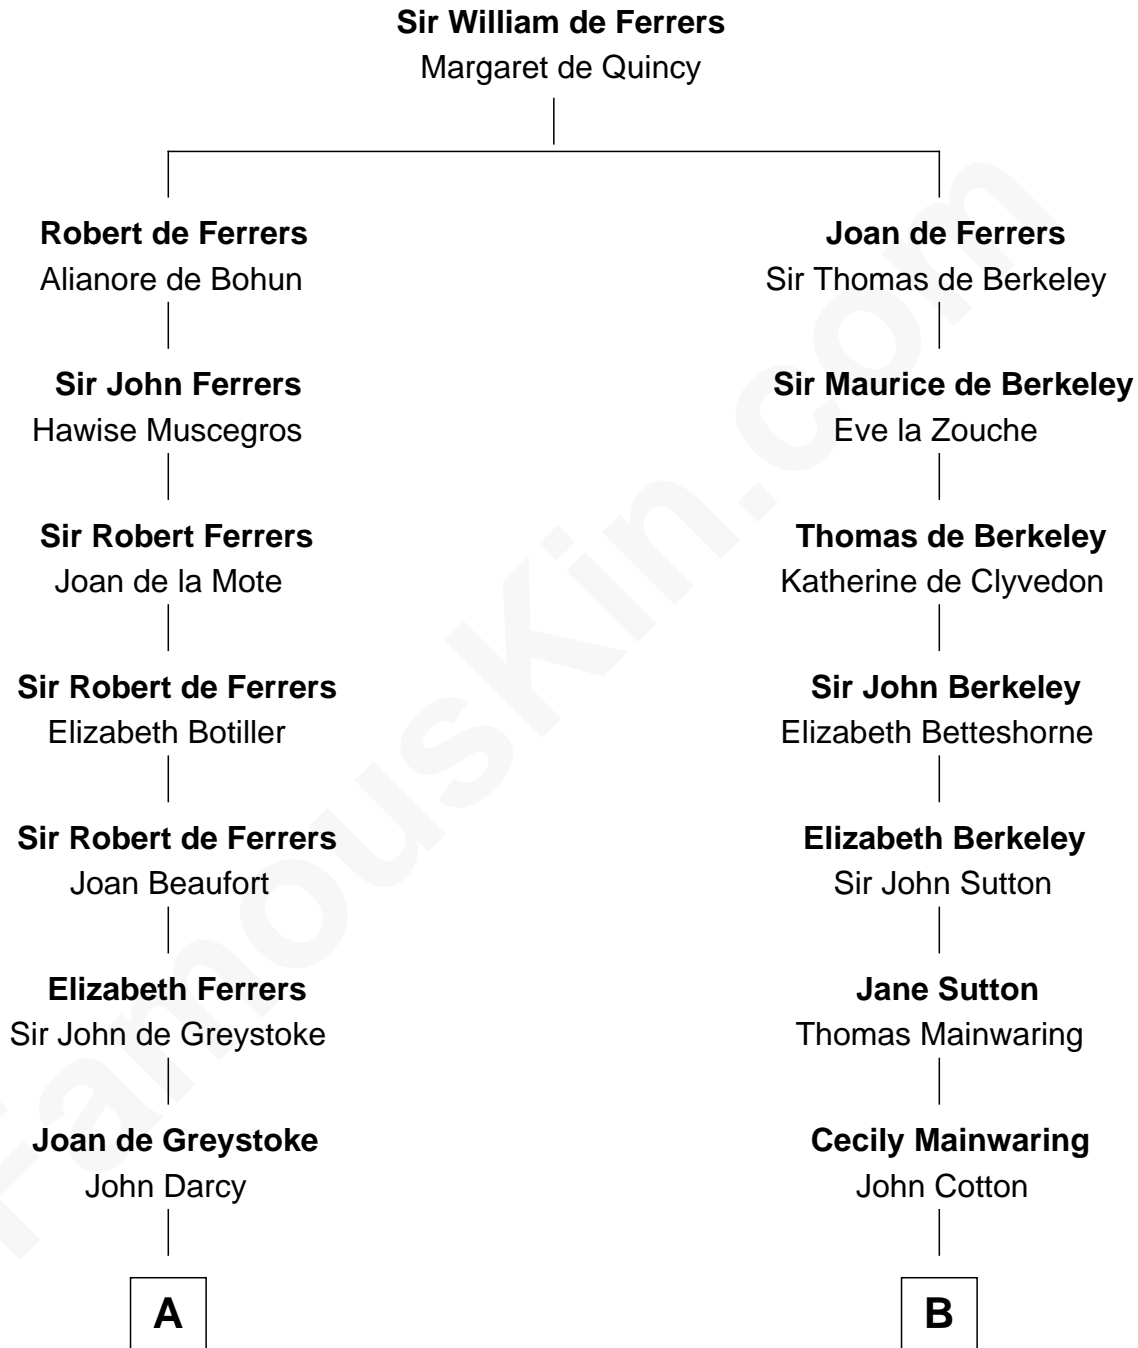 Sir William de Ferrers
Margaret de Quincy
Robert de Ferrers
Alianore de Bohun
Joan de Ferrers
Sir Thomas de Berkeley
Sir John Ferrers
Hawise Muscegros
Sir Maurice de Berkeley
Eve la Zouche
Sir Robert Ferrers
Joan de la Mote
Thomas de Berkeley
Katherine de Clyvedon
Sir Robert de Ferrers
Elizabeth Botiller
Sir John Berkeley
Elizabeth Betteshorne
Sir Robert de Ferrers
Joan Beaufort
Elizabeth Berkeley
Sir John Sutton
Elizabeth Ferrers
Sir John de Greystoke
Jane Sutton
Thomas Mainwaring
Joan de Greystoke
John Darcy
Cecily Mainwaring
John Cotton
A
B
FamousKin.com